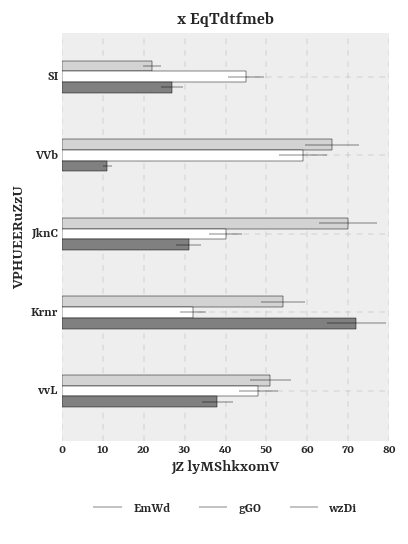 x EqTdtfmeb
VPHUEERuZzU
SI
VVb
JknC
Krnr
vvL
0 10 20 30 40 50 60 70 80
jZ lyMShkxomV
EmWd gGO wzDi